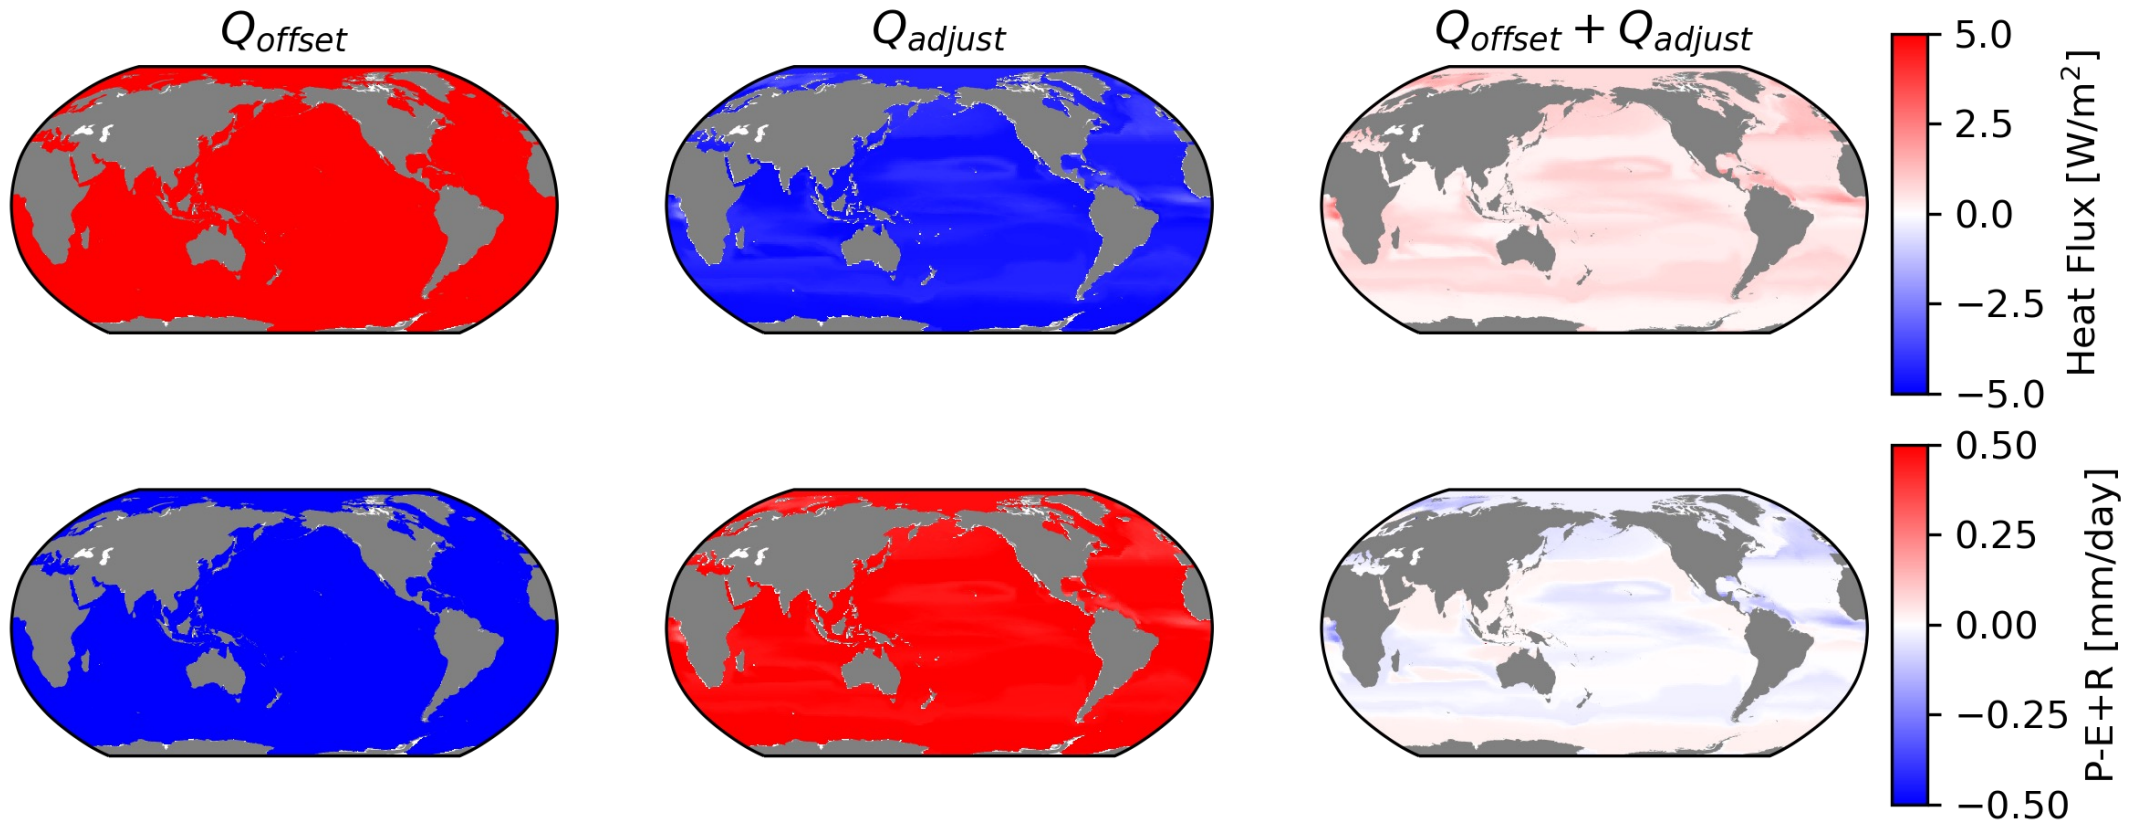 Q_offset
Q_adjust
Q_offset + Q_adjust
5.0
2.5
0.0
−2.5
−5.0
Heat Flux [W/m²]
0.50
0.25
0.00
−0.25
−0.50
P-E+R [mm/day]